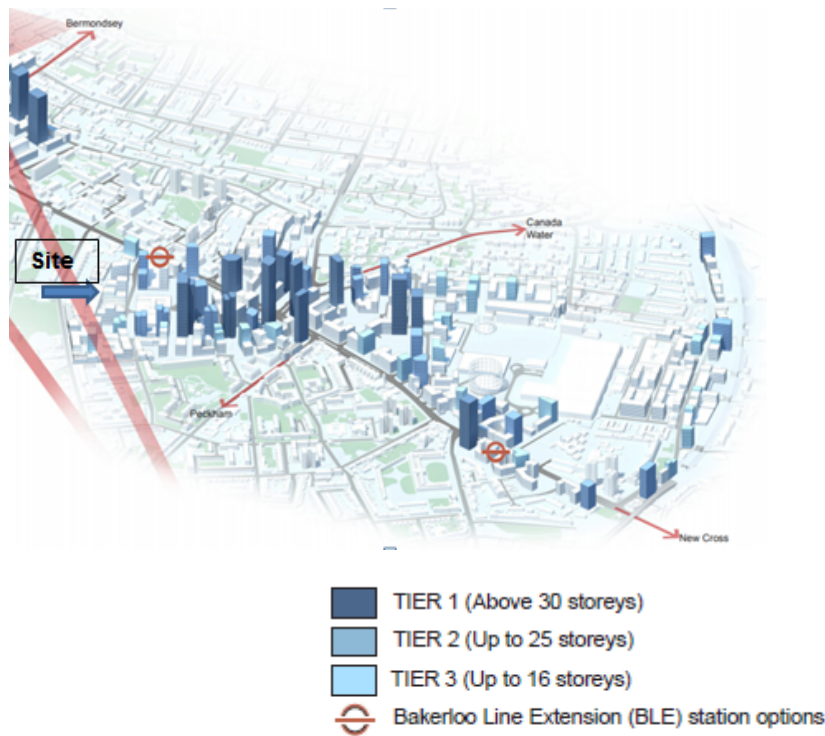 Bermondsey
Canada
Water
Site
Peckham
New Cross
TIER 1 (Above 30 storeys)
TIER 2 (Up to 25 storeys)
TIER 3 (Up to 16 storeys)
Bakerloo Line Extension (BLE) station options